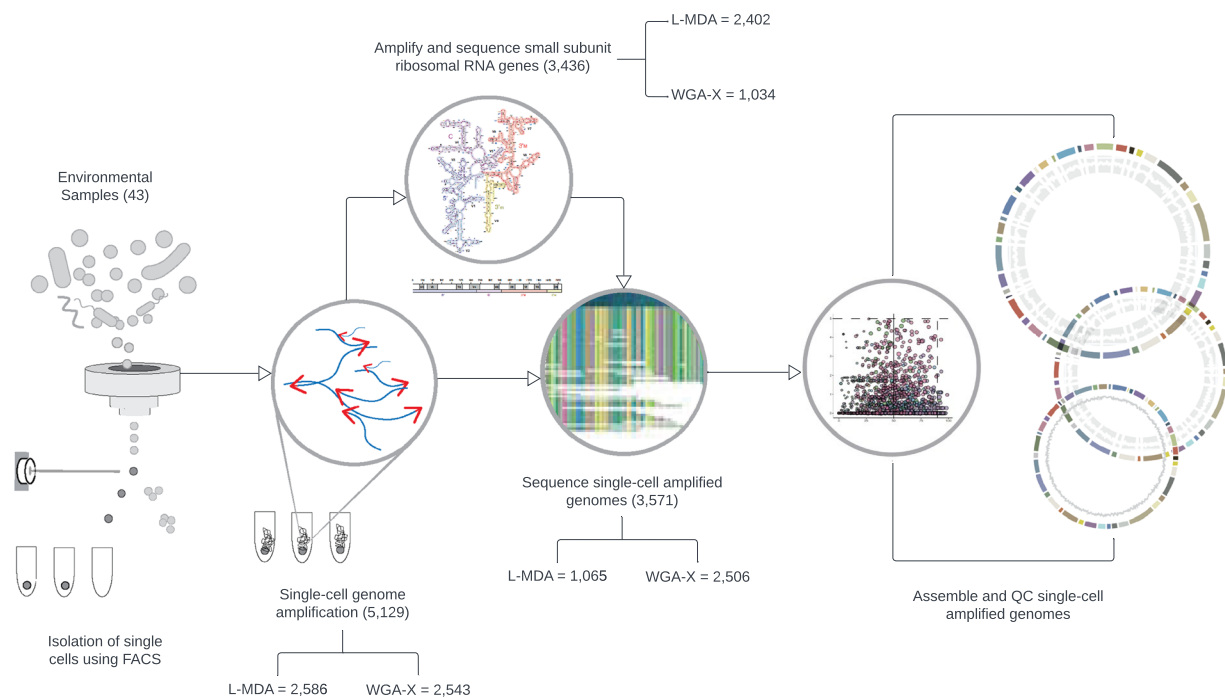 L-MDA = 2,402
Amplify and sequence small subunit
ribosomal RNA genes (3,436)
WGA-X = 1,034
Environmental
Samples (43)
Sequence single-cell amplified
genomes (3,571)
L-MDA = 1,065
WGA-X = 2,506
Single-cell genome
amplification (5,129)
L-MDA = 2,586
WGA-X = 2,543
Isolation of single
cells using FACS
Assemble and QC single-cell
amplified genomes